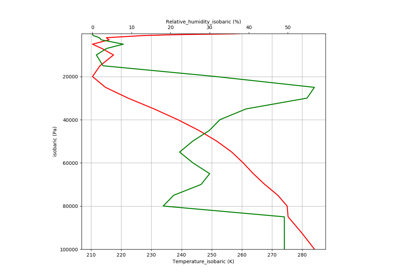 Relative_humidity_isobaric (%)
0 10 20 30 40 50
20000
40000
60000
80000
100000
Isobaric (Pa)
210 220 230 240 250 260 270 280
Temperature_isobaric (K)